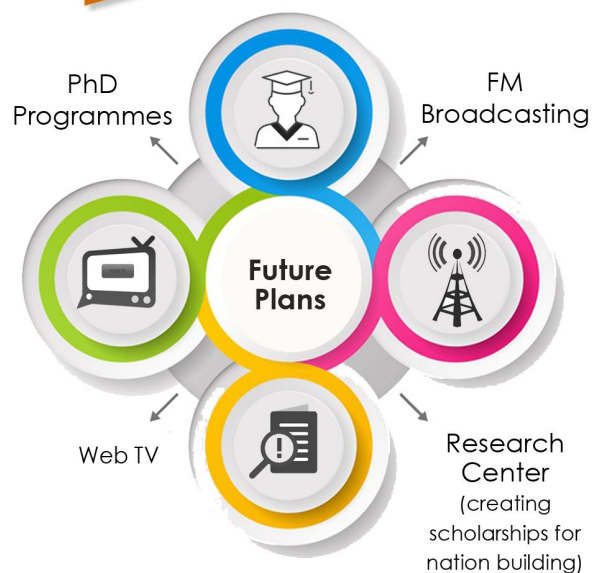 PhD
Programmes
FM
Broadcasting
Future
Plans
Web TV
Research
Center
(creating
scholarships for
nation building)